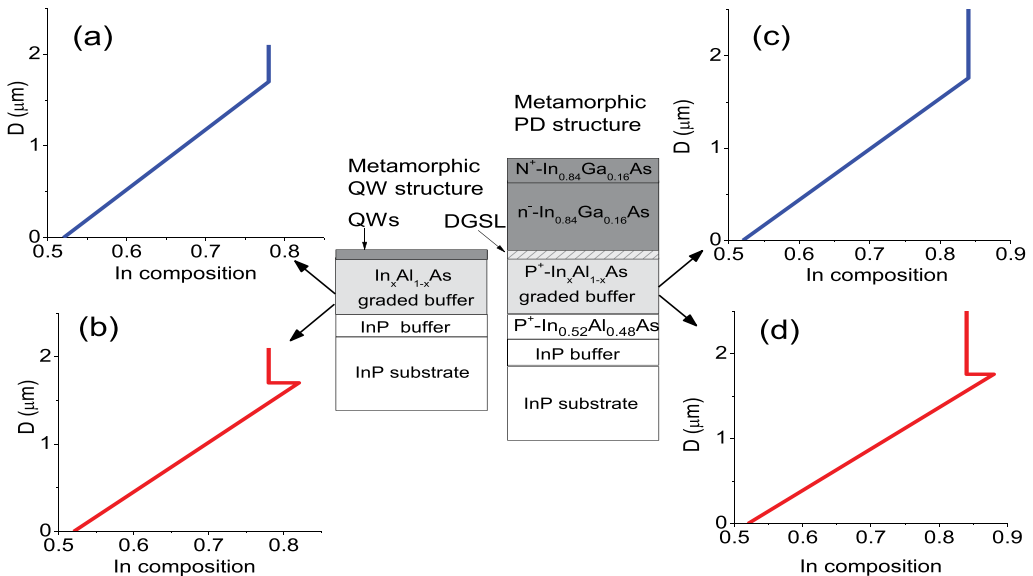 (a)
2
1
0
D (μm)
0.5
0.6
0.7
0.8
In composition
(b)
2
1
0
D (μm)
0.5
0.6
0.7
0.8
In composition
Metamorphic
QW structure
QWs
InₓAl₁₋ₓAs
graded buffer
InP buffer
InP substrate
Metamorphic
PD structure
DGSL
N⁺-In₀.₈₄Ga₀.₁₆As
n⁻-In₀.₈₄Ga₀.₁₆As
P⁺-InₓAl₁₋ₓAs
graded buffer
P⁺-In₀.₅₂Al₀.₄₈As
InP buffer
InP substrate
(c)
2
1
0
D (μm)
0.5
0.6
0.7
0.8
0.9
In composition
(d)
2
1
0
D (μm)
0.5
0.6
0.7
0.8
0.9
In composition